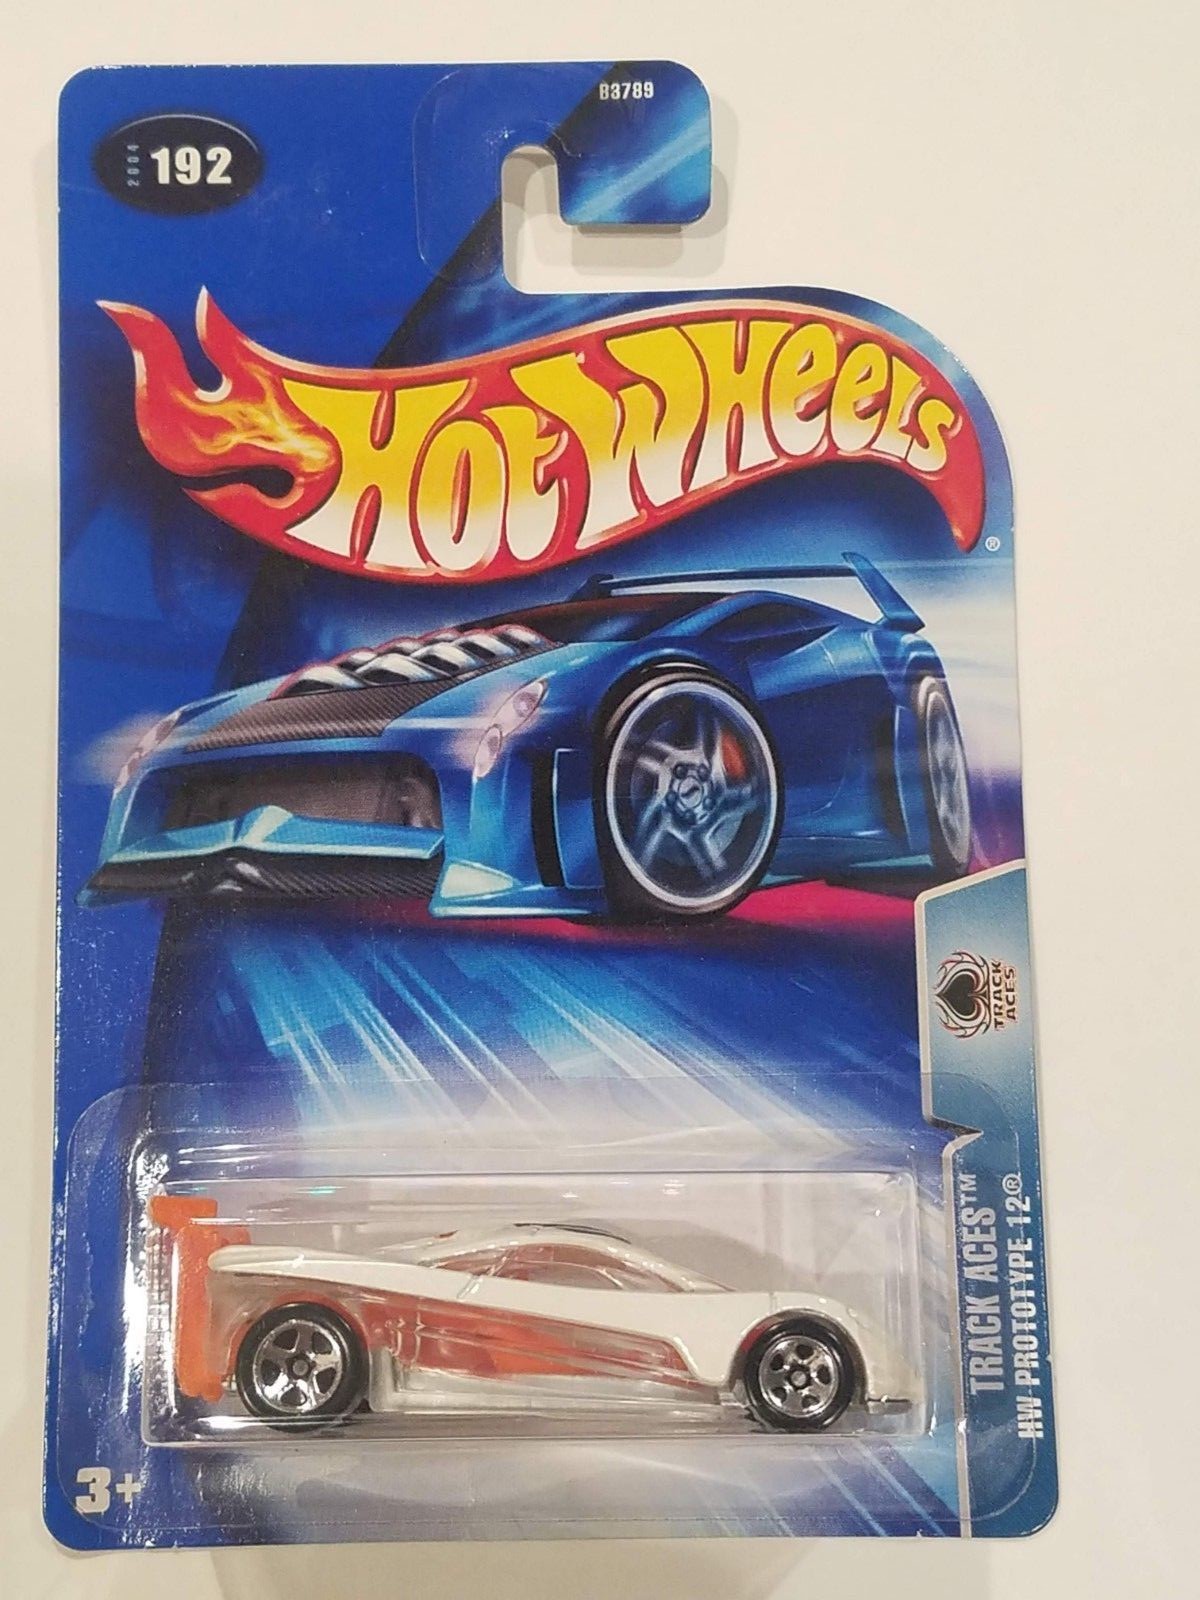 B3789
2004
192
HOT WHEELS
®
TRACK
ACES
TRACK ACES™
HW PROTOTYPE 12®
3+